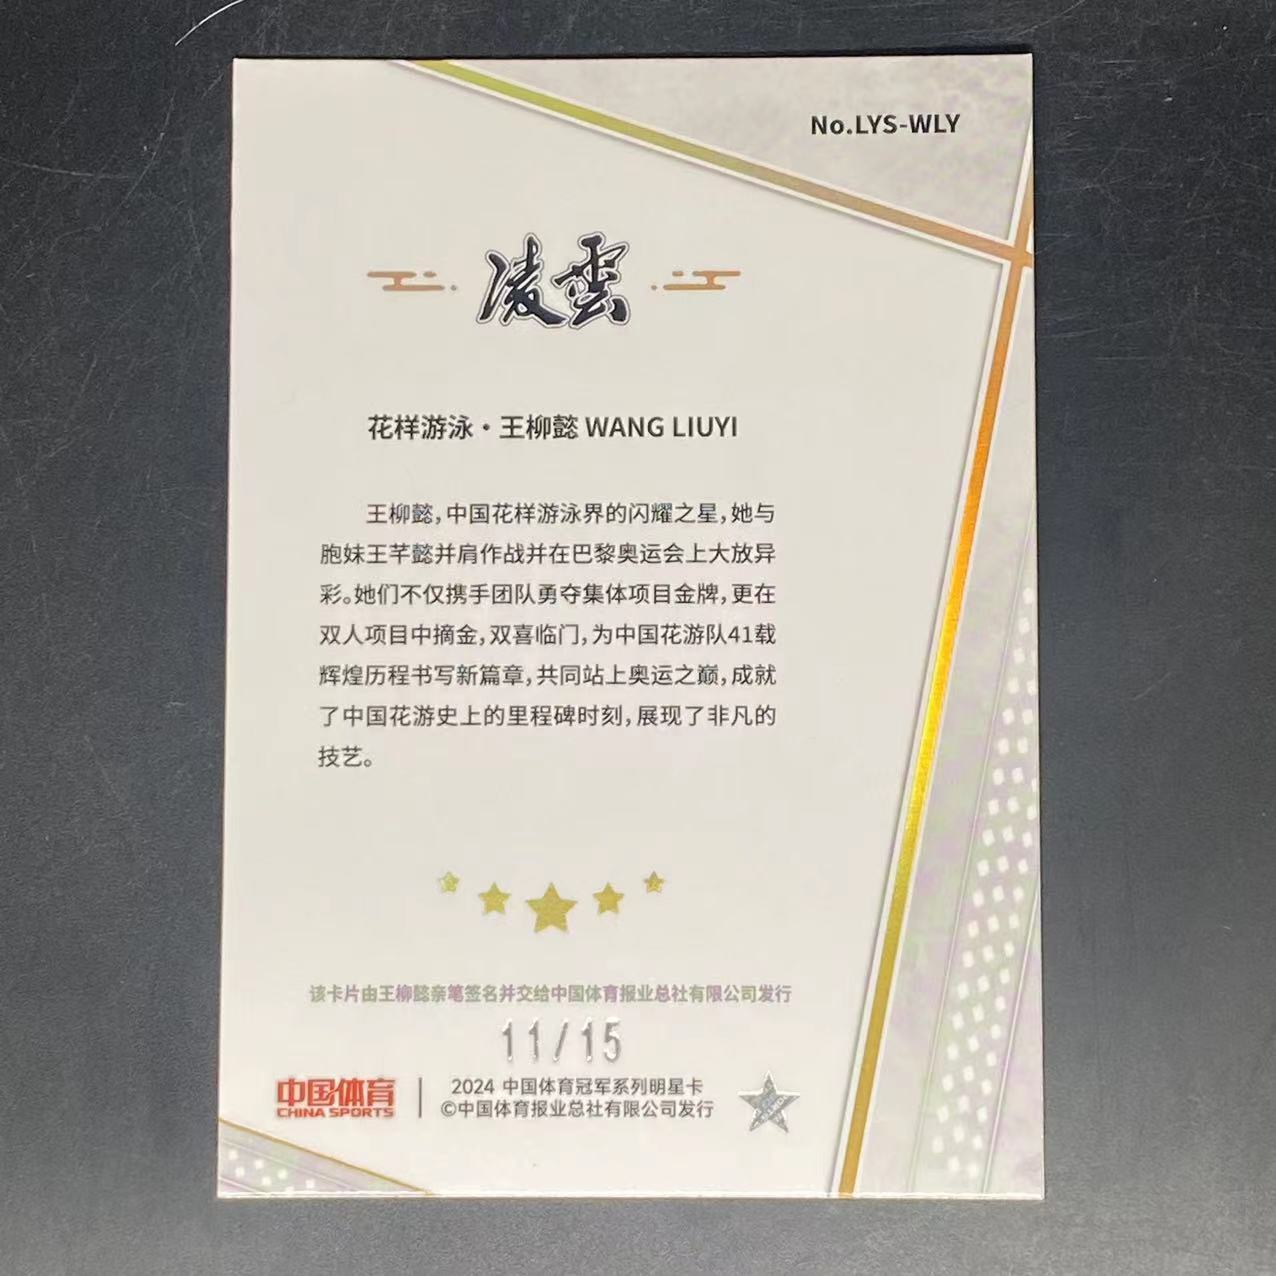 No.LYS-WLY
凌雲
花样游泳·王柳懿 WANG LIUYI
王柳懿,中国花样游泳界的闪耀之星,她与
胞妹王芊懿并肩作战并在巴黎奥运会上大放异
彩。她们不仅携手团队勇夺集体项目金牌,更在
双人项目中摘金,双喜临门,为中国花游队41载
辉煌历程书写新篇章,共同站上奥运之巅,成就
了中国花游史上的里程碑时刻,展现了非凡的
技艺。
该卡片由王柳懿亲笔签名并交给中国体育报业总社有限公司发行
11/15
中国体育
CHINA SPORTS
2024 中国体育冠军系列明星卡
©中国体育报业总社有限公司发行